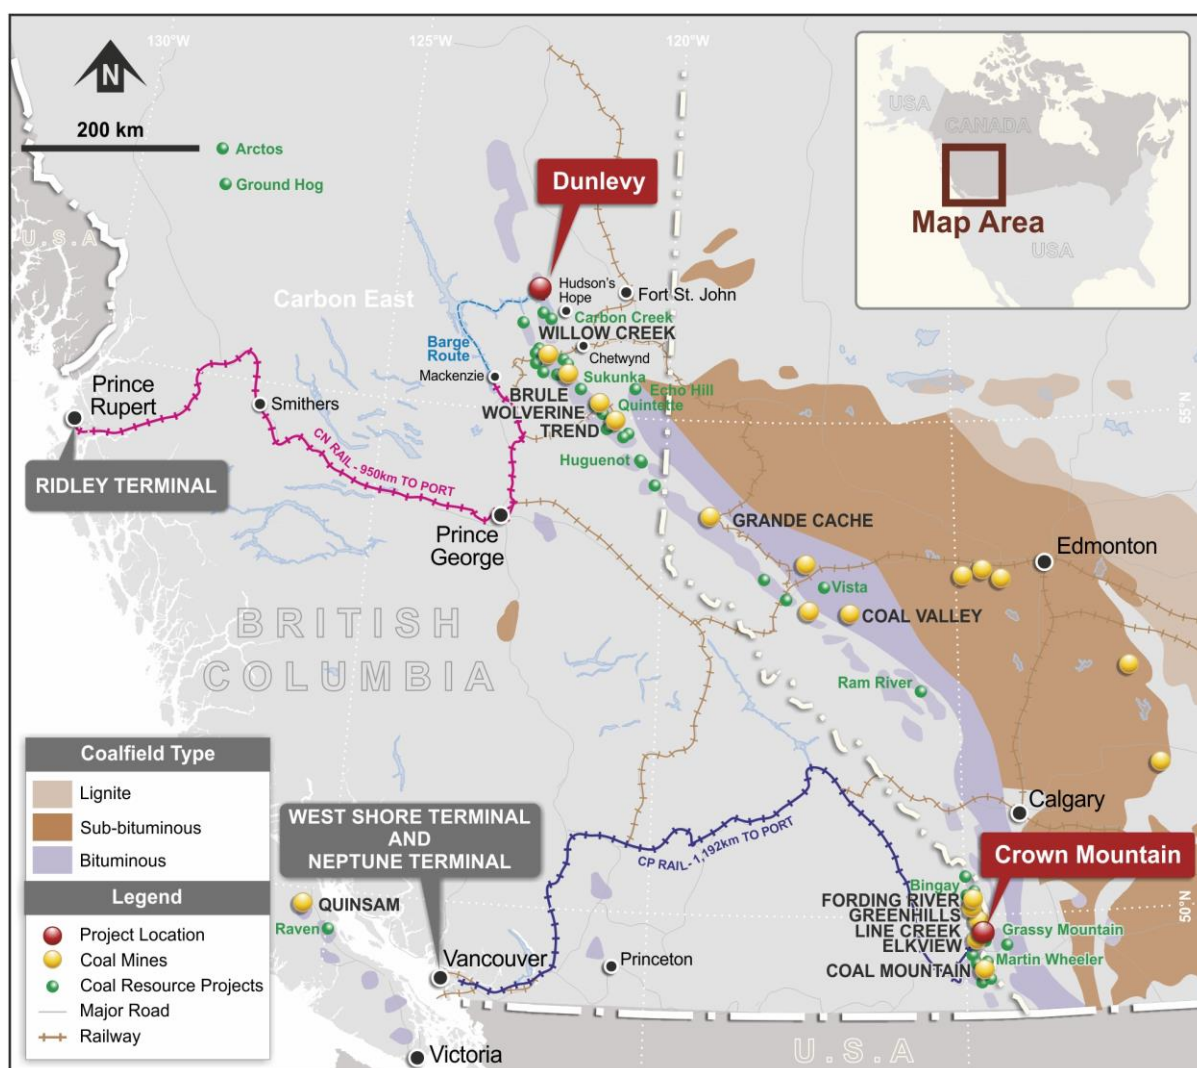 130°W
125°W
120°W
N
200 km
Arctos
Ground Hog
U.S.A
USA
CANADA
USA
Map Area
Dunlevy
Hudson's
Hope
Fort St. John
Carbon East
Carbon Creek
WILLOW CREEK
Barge
Route
Chetwynd
Mackenzie
Sukunka
Echo Hill
BRULE
Quintette
WOLVERINE
TREND
55°N
Prince
Rupert
Smithers
CN RAIL - 950km TO PORT
Huguenot
RIDLEY TERMINAL
Prince
George
GRANDE CACHE
Edmonton
Vista
COAL VALLEY
BRITISH
COLUMBIA
Ram River
Coalfield Type
Lignite
Sub-bituminous
Bituminous
Legend
Project Location
Coal Mines
Coal Resource Projects
Major Road
Railway
WEST SHORE TERMINAL
AND
NEPTUNE TERMINAL
CP RAIL - 1,192km TO PORT
Calgary
Crown Mountain
Bingay
FORDING RIVER
GREENHILLS
LINE CREEK
ELKVIEW
Grassy Mountain
Martin Wheeler
COAL MOUNTAIN
50°N
QUINSAM
Raven
Vancouver
Princeton
Victoria
U.S.A